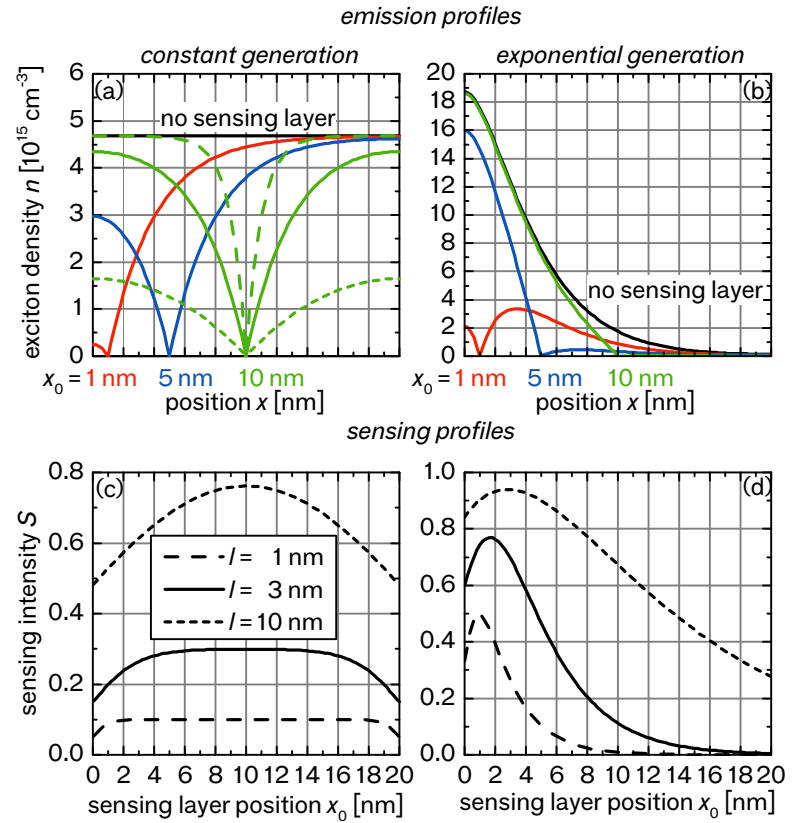 emission profiles
constant generation
exponential generation
6
5
4
3
2
1
0
exciton density n [10¹⁵ cm⁻³]
(a)
no sensing layer
x₀ = 1 nm 5 nm 10 nm
position x [nm]
20
18
16
14
12
10
8
6
4
2
0
(b)
no sensing layer
x₀ = 1 nm 5 nm 10 nm
position x [nm]
sensing profiles
0.8
0.6
0.4
0.2
0.0
sensing intensity S
(c)
l = 1 nm
l = 3 nm
l = 10 nm
0 2 4 6 8 10 12 14 16 18 20
sensing layer position x₀ [nm]
1.0
0.8
0.6
0.4
0.2
0.0
(d)
0 2 4 6 8 10 12 14 16 18 20
sensing layer position x₀ [nm]